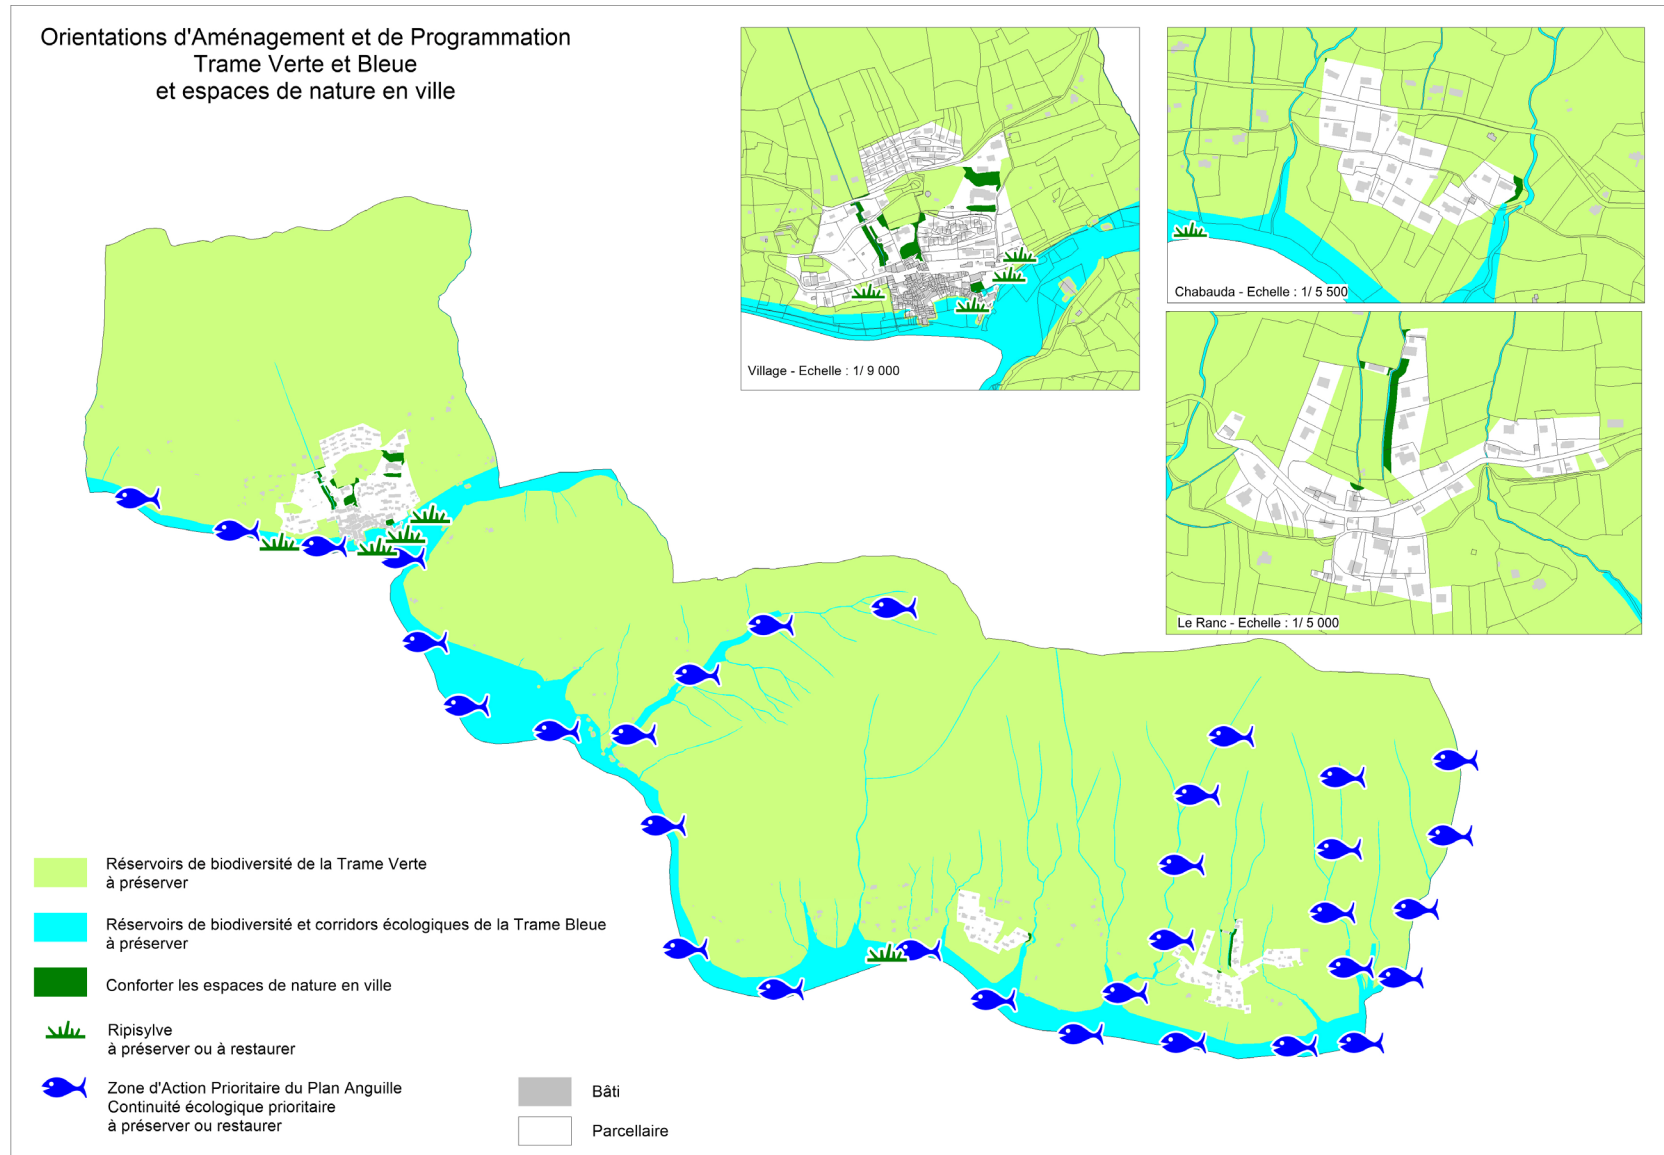 Orientations d'Aménagement et de Programmation
Trame Verte et Bleue
et espaces de nature en ville
Village - Echelle : 1/ 9 000
Chabauda - Echelle : 1/ 5 500
Le Ranc - Echelle : 1/ 5 000
Réservoirs de biodiversité de la Trame Verte
à préserver
Réservoirs de biodiversité et corridors écologiques de la Trame Bleue
à préserver
Conforter les espaces de nature en ville
Ripisylve
à préserver ou à restaurer
Zone d'Action Prioritaire du Plan Anguille
Continuité écologique prioritaire
à préserver ou restaurer
Bâti
Parcellaire